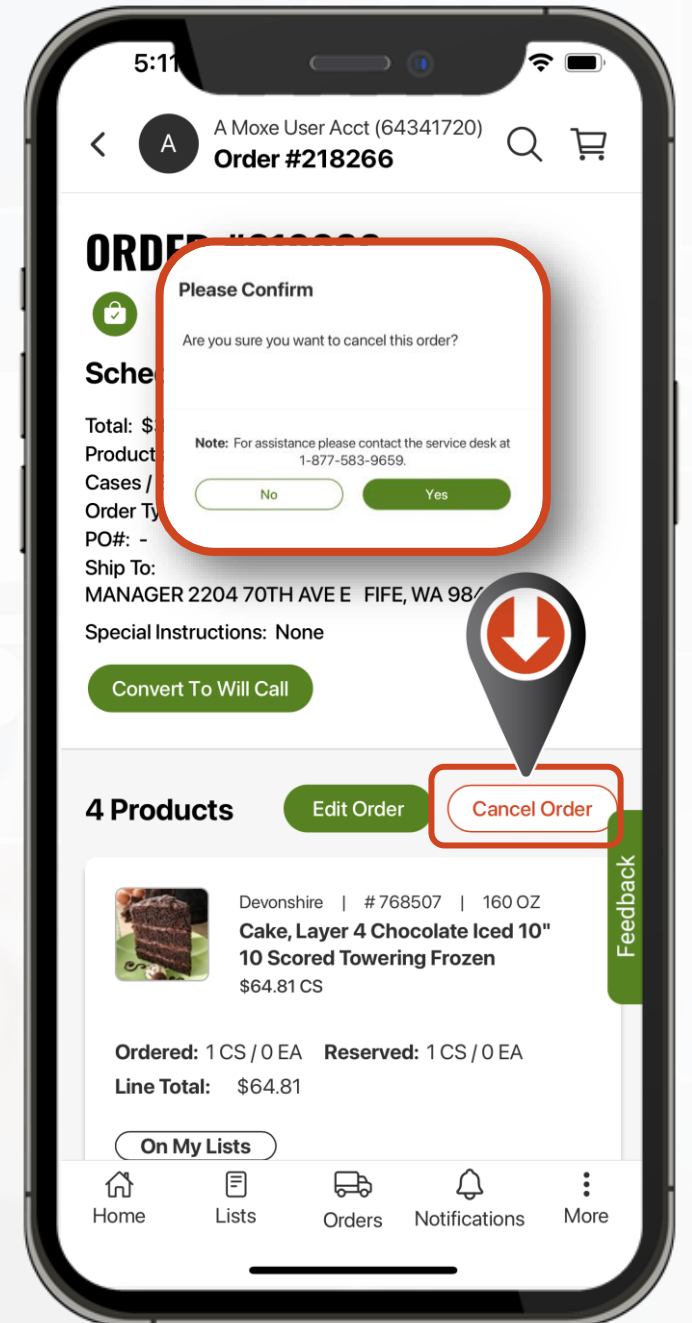 5:11
A Moxe User Acct (64341720)
Order #218266
A
Please Confirm
Are you sure you want to cancel this order?
Note: For assistance please contact the service desk at
1-877-583-9659.
No Yes
Total:
Cases /
PO#: -
Ship To:
MANAGER 2204 70TH AVE E FIFE, WA
Special Instructions: None
Convert To Will Call
4 Products Edit Order Cancel Order
Feedback
Devonshire | # 768507 | 160 OZ
Cake, Layer 4 Chocolate Iced 10"
10 Scored Towering Frozen
$64.81 CS
Ordered: 1 CS / 0 EA Reserved: 1 CS / 0 EA
Line Total: $64.81
On My Lists
Home Lists Orders Notifications More